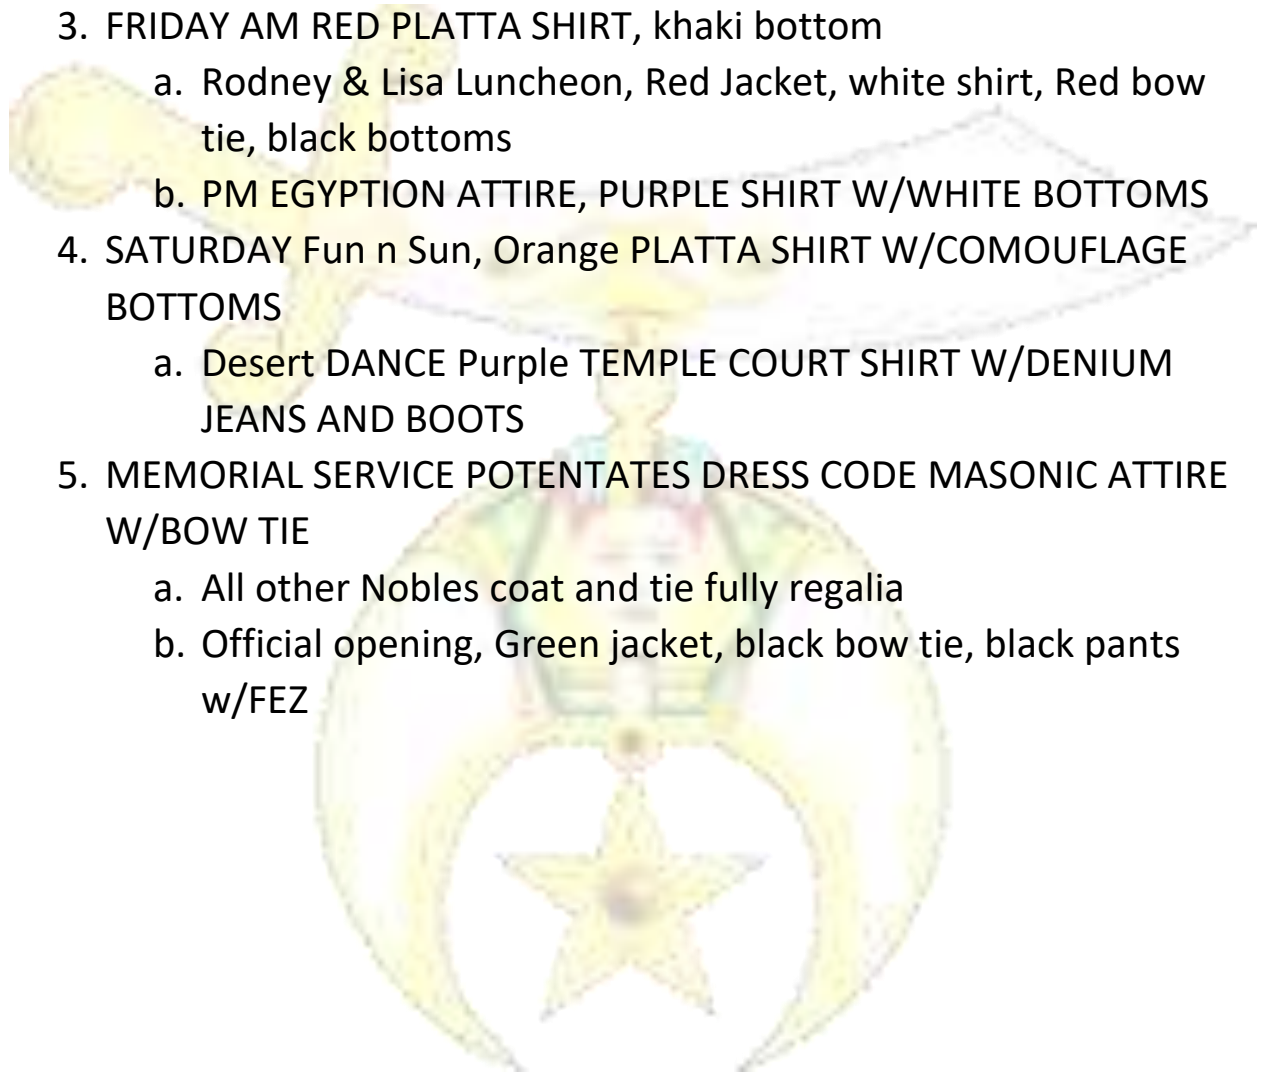 3. FRIDAY AM RED PLATTA SHIRT, khaki bottom
a. Rodney & Lisa Luncheon, Red Jacket, white shirt, Red bow
tie, black bottoms
b. PM EGYPTION ATTIRE, PURPLE SHIRT W/WHITE BOTTOMS
4. SATURDAY Fun n Sun, Orange PLATTA SHIRT W/COMOUFLAGE
BOTTOMS
a. Desert DANCE Purple TEMPLE COURT SHIRT W/DENIUM
JEANS AND BOOTS
5. MEMORIAL SERVICE POTENTATES DRESS CODE MASONIC ATTIRE
W/BOW TIE
a. All other Nobles coat and tie fully regalia
b. Official opening, Green jacket, black bow tie, black pants
w/FEZ